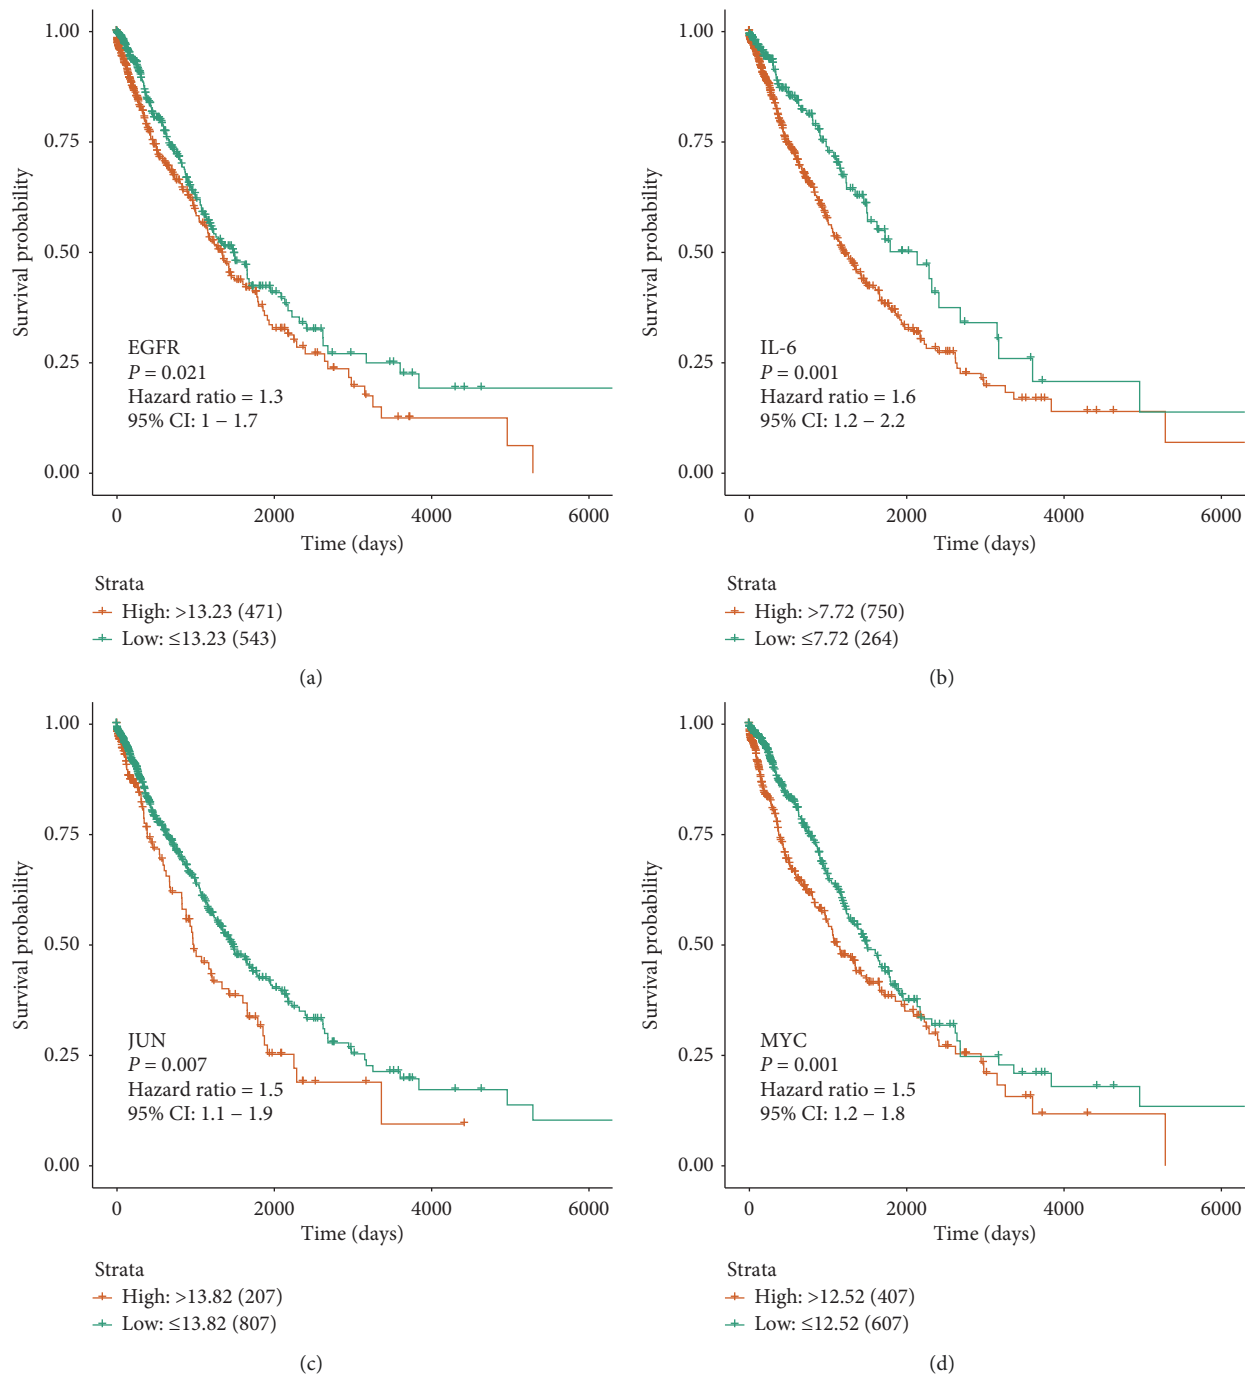 1.00
0.75
0.50
0.25
0.00
Survival probability
EGFR
P = 0.021
Hazard ratio = 1.3
95% CI: 1 − 1.7
0
2000
4000
6000
Time (days)
Strata
High: >13.23 (471)
Low: ≤13.23 (543)
(a)
1.00
0.75
0.50
0.25
0.00
Survival probability
IL-6
P = 0.001
Hazard ratio = 1.6
95% CI: 1.2 − 2.2
0
2000
4000
6000
Time (days)
Strata
High: >7.72 (750)
Low: ≤7.72 (264)
(b)
1.00
0.75
0.50
0.25
0.00
Survival probability
JUN
P = 0.007
Hazard ratio = 1.5
95% CI: 1.1 − 1.9
0
2000
4000
6000
Time (days)
Strata
High: >13.82 (207)
Low: ≤13.82 (807)
(c)
1.00
0.75
0.50
0.25
0.00
Survival probability
MYC
P = 0.001
Hazard ratio = 1.5
95% CI: 1.2 − 1.8
0
2000
4000
6000
Time (days)
Strata
High: >12.52 (407)
Low: ≤12.52 (607)
(d)